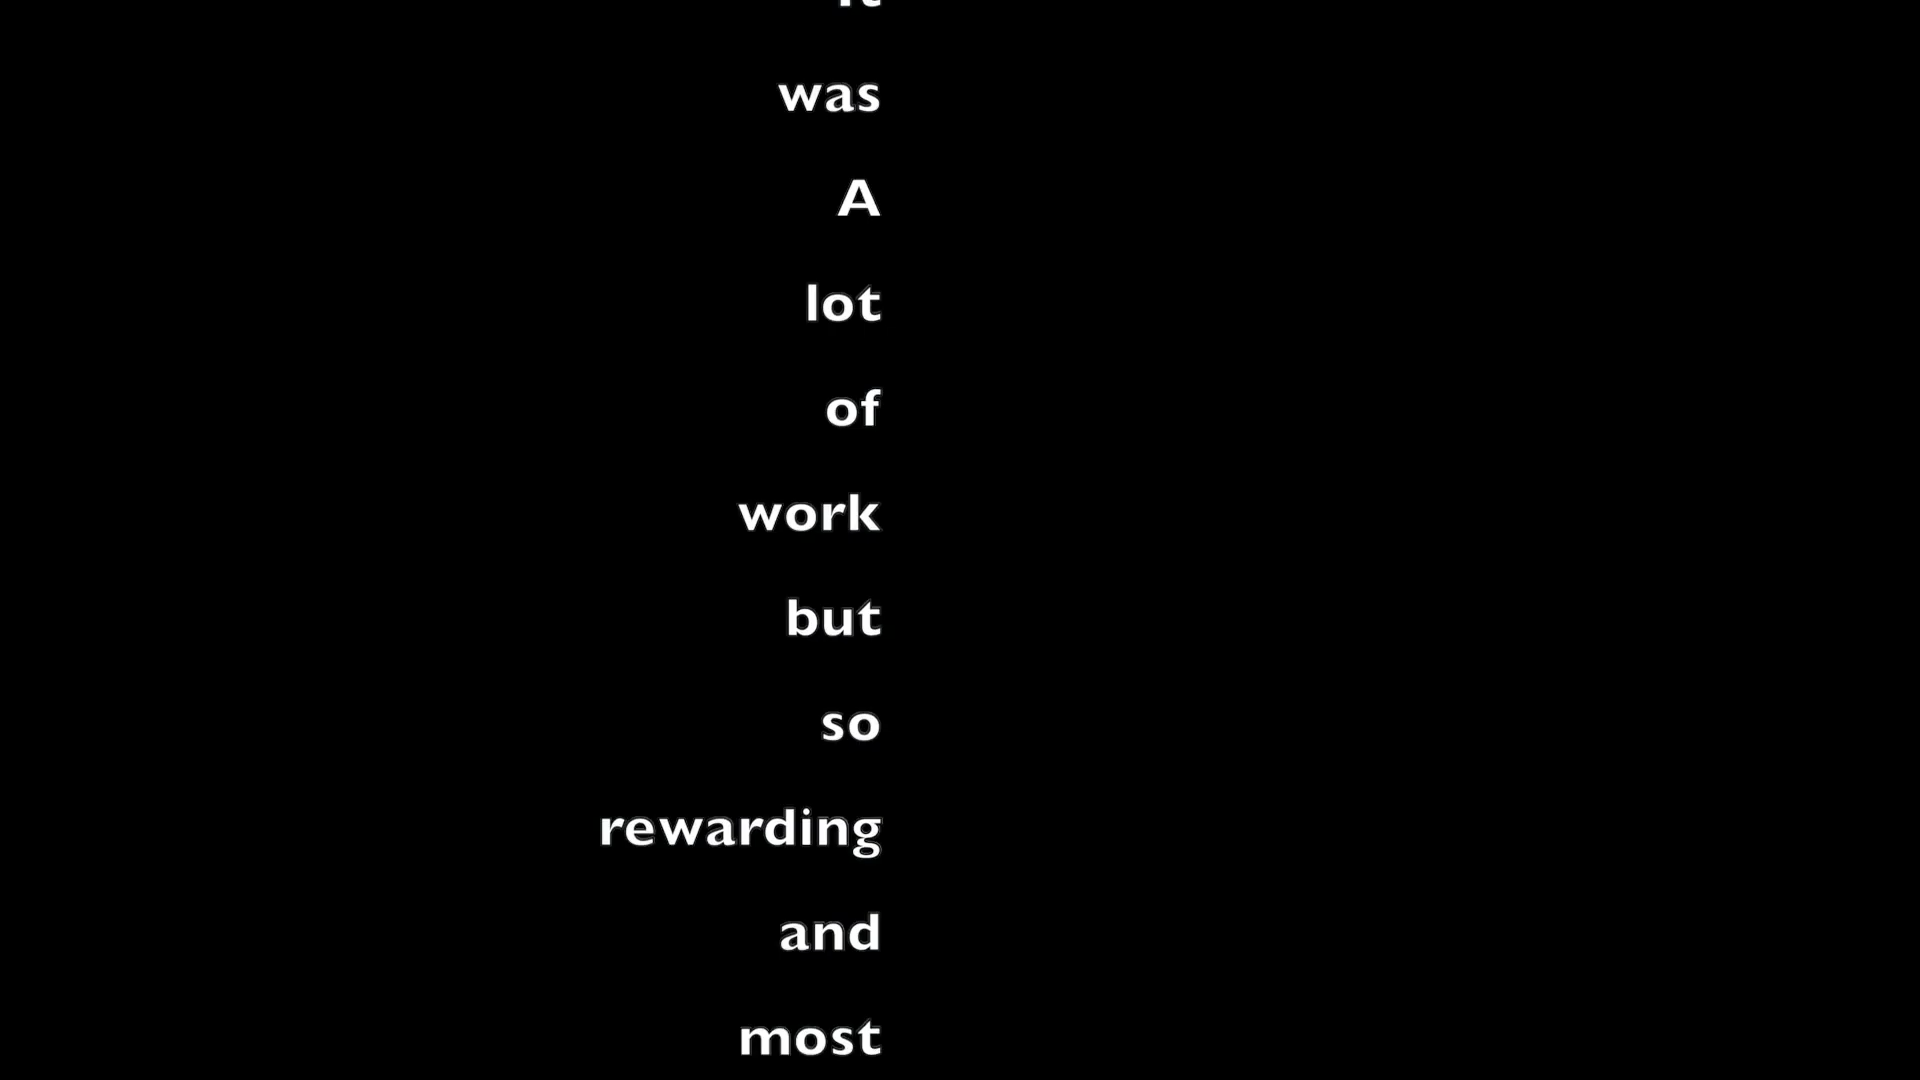 was
A
lot
of
work
but
so
rewarding
and
most